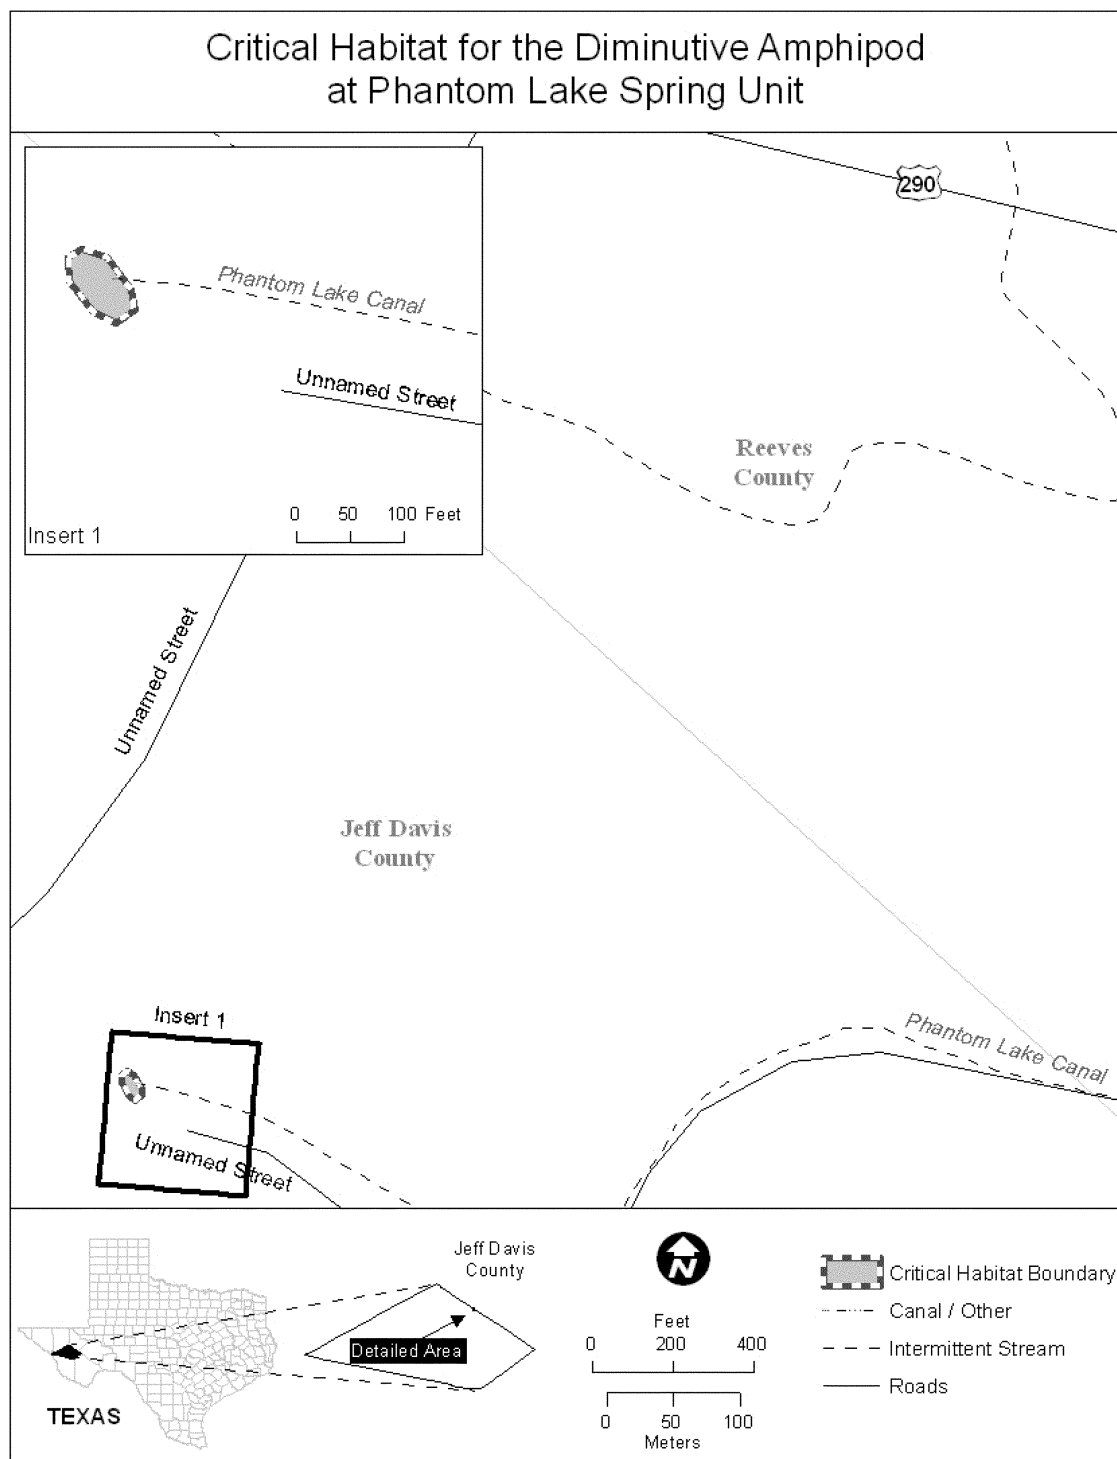 Critical Habitat for the Diminutive Amphipod
at Phantom Lake Spring Unit
290
Phantom Lake Canal
Unnamed Street
0 50 100 Feet
Insert 1
Reeves
County
Unnamed Street
Jeff Davis
County
Insert 1
Unnamed Street
Phantom Lake Canal
TEXAS
Jeff Davis
County
Detailed Area
N
Feet
0 200 400
0 50 100
Meters
Critical Habitat Boundary
Canal / Other
Intermittent Stream
Roads